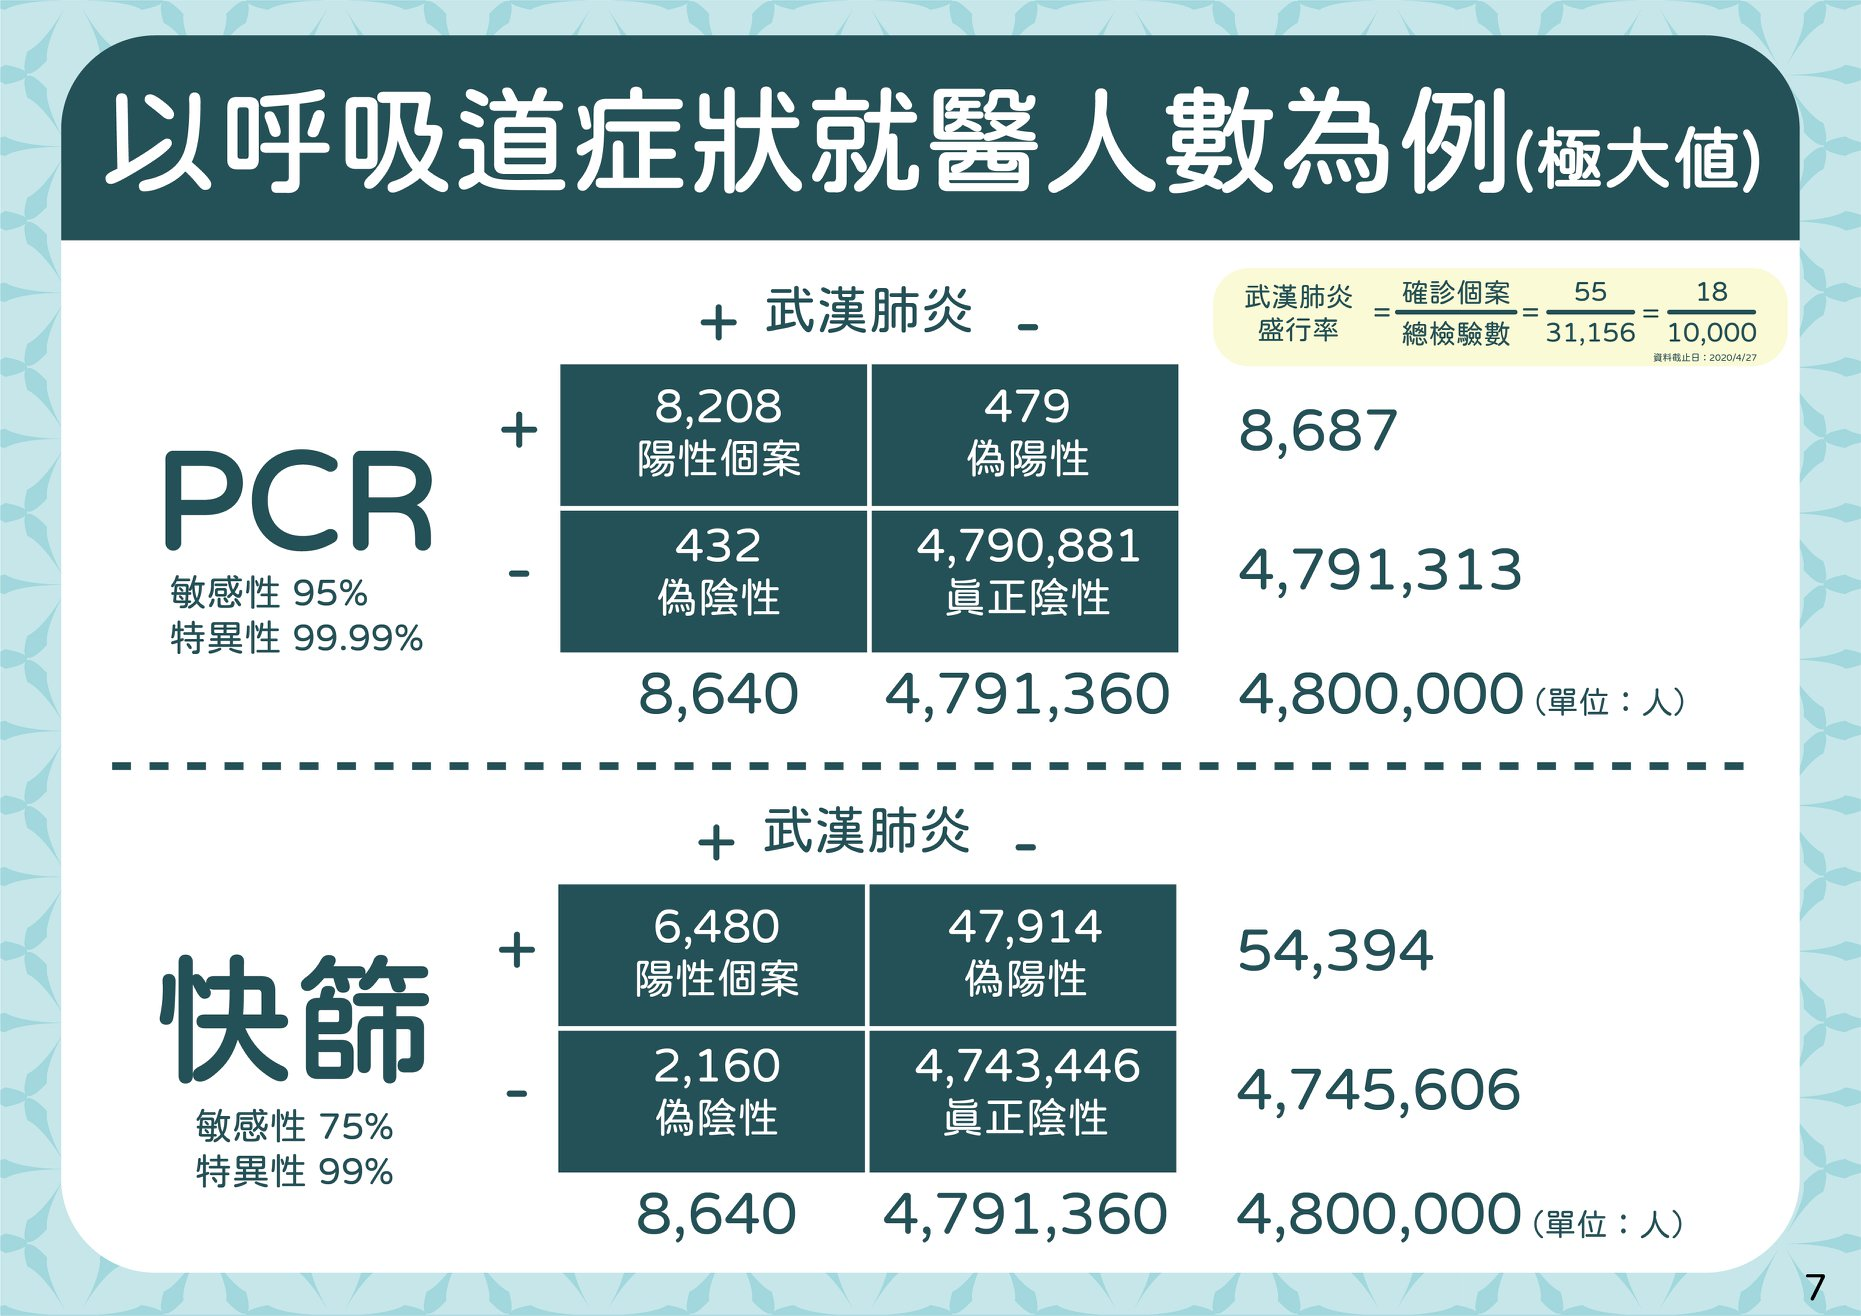 以呼吸道症狀就醫人數為例(極大值)
武漢肺炎盛行率 = 確診個案/總檢驗數 = 55/31,156 = 18/10,000
資料截止日：2020/4/27
+ 武漢肺炎 -
PCR
敏感性 95%
特異性 99.99%
+ 8,208 479 8,687
陽性個案 偽陽性
- 432 4,790,881 4,791,313
偽陰性 眞正陰性
8,640 4,791,360 4,800,000 (單位：人)
+ 武漢肺炎 -
快篩
敏感性 75%
特異性 99%
+ 6,480 47,914 54,394
陽性個案 偽陽性
- 2,160 4,743,446 4,745,606
偽陰性 眞正陰性
8,640 4,791,360 4,800,000 (單位：人)
7